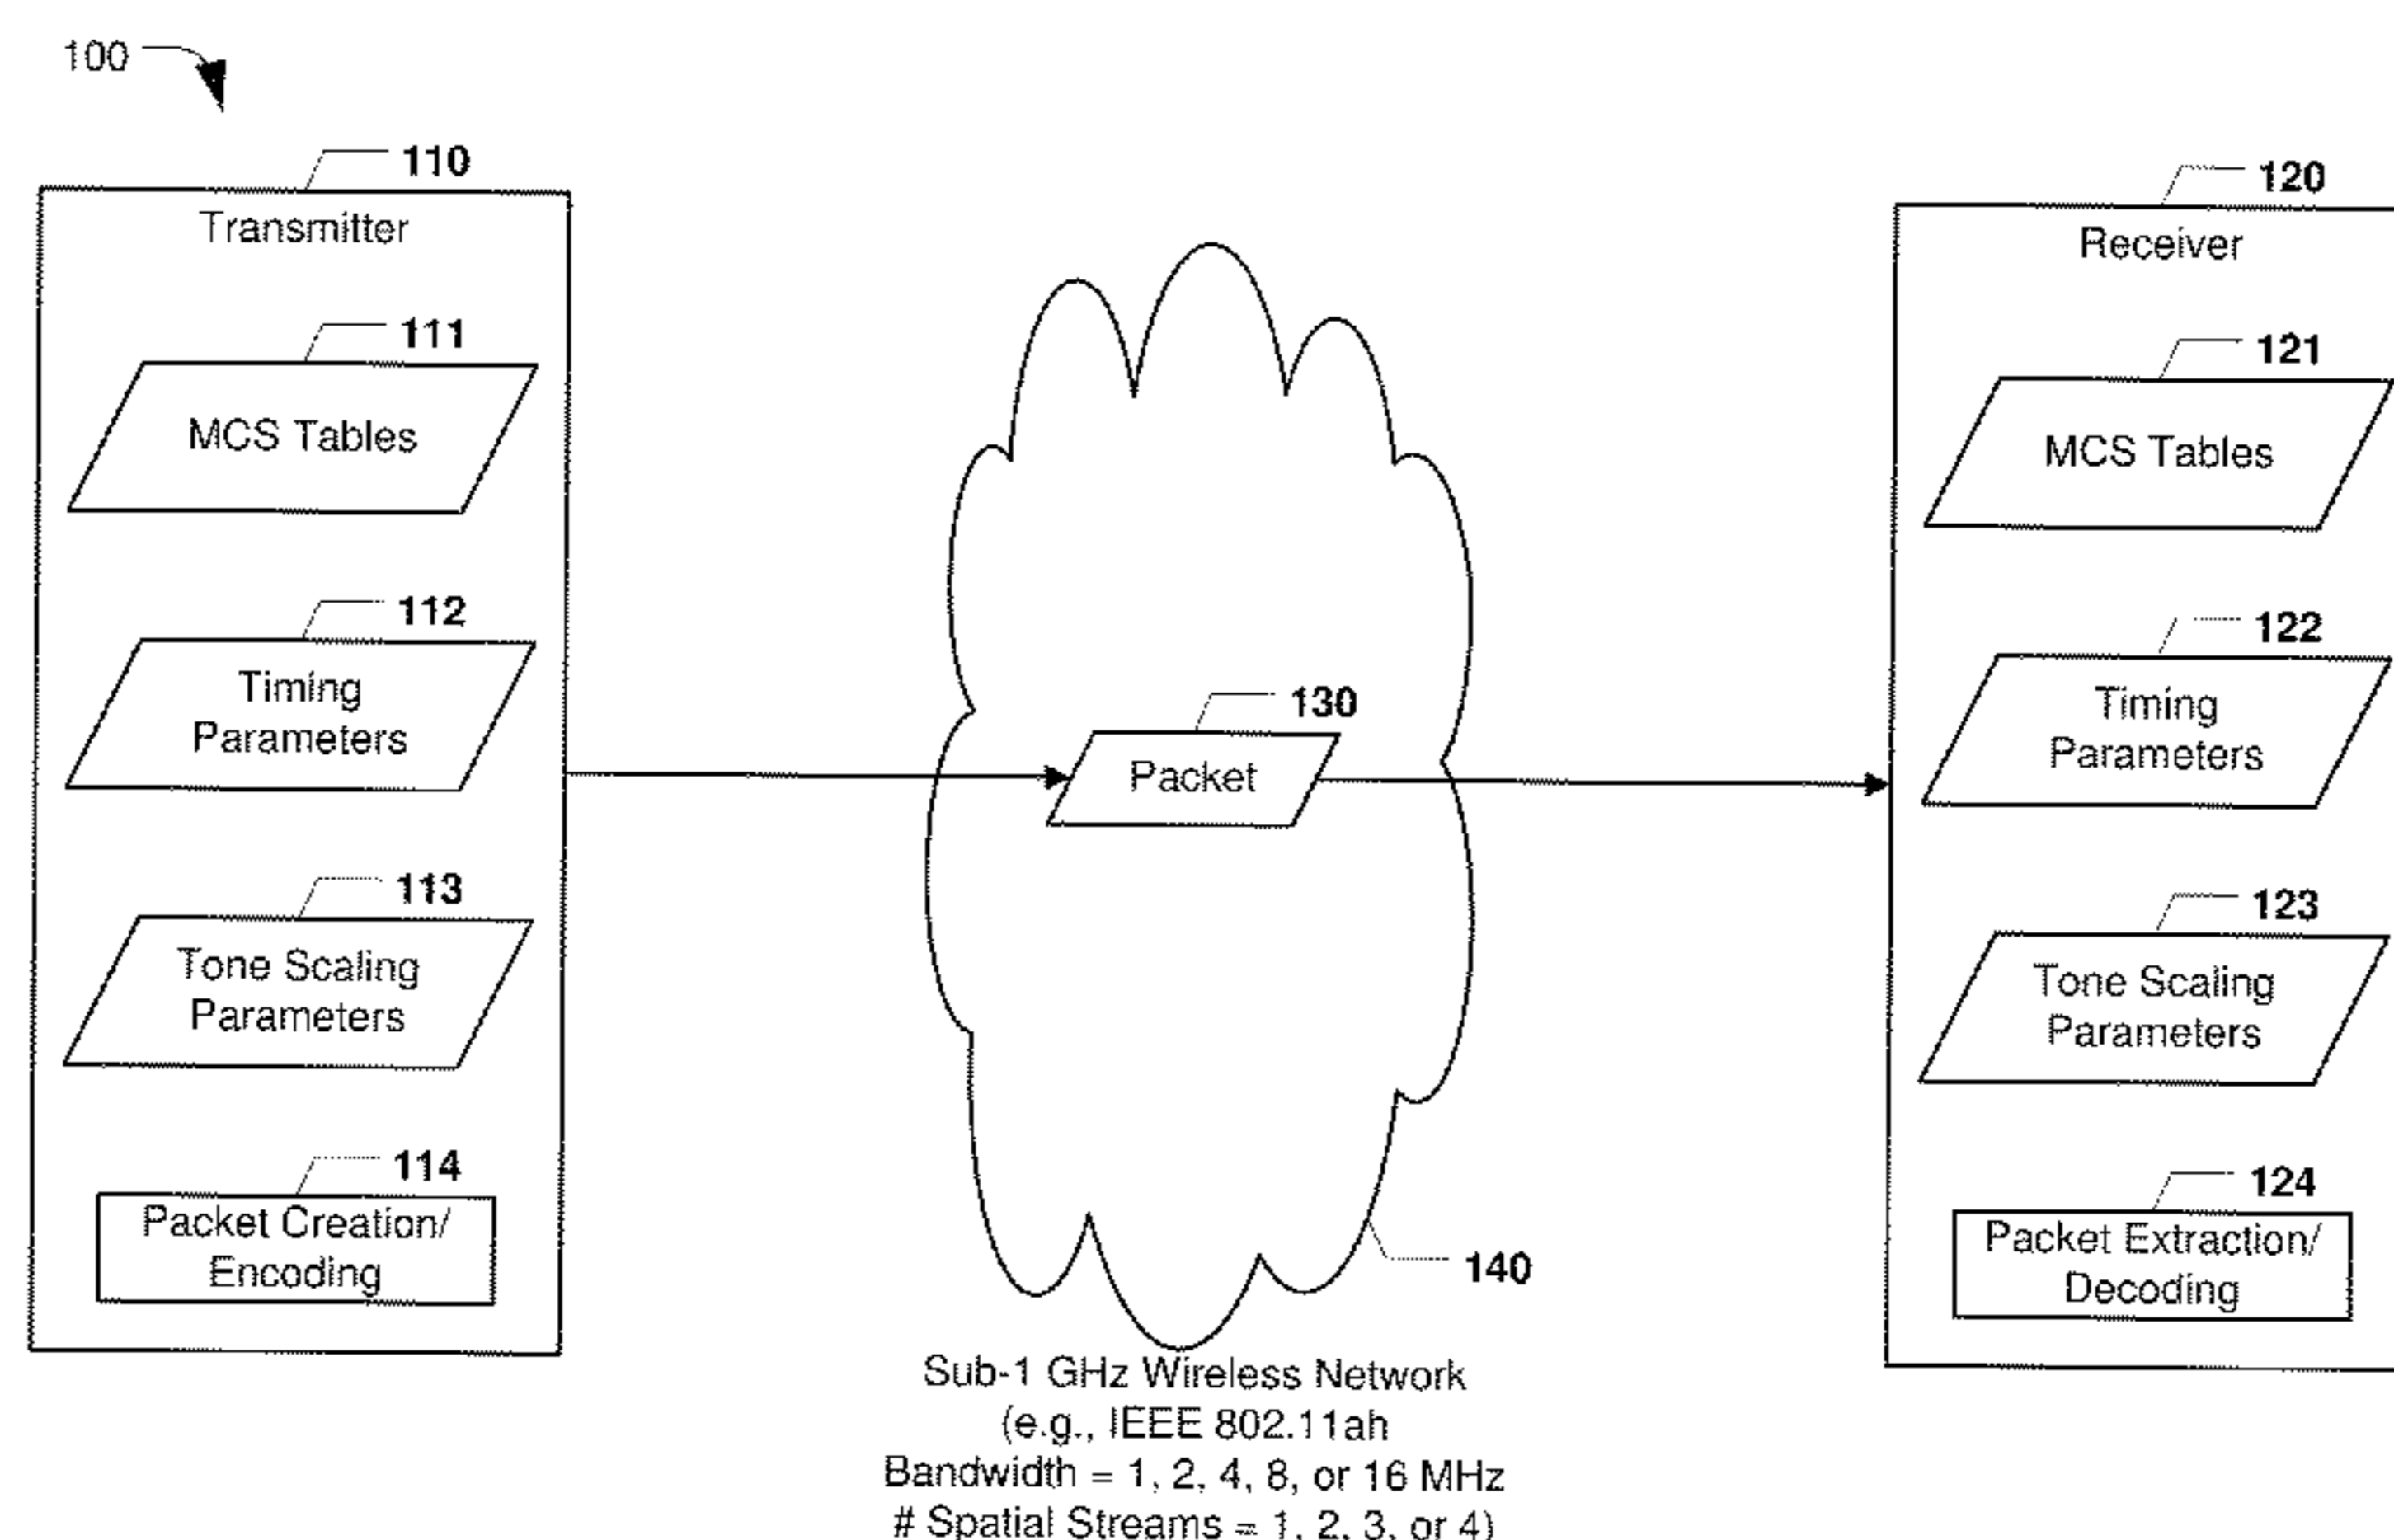 100
110
Transmitter
111
MCS Tables
112
Timing
Parameters
113
Tone Scaling
Parameters
114
Packet Creation/
Encoding
130
Packet
140
Sub-1 GHz Wireless Network
(e.g., IEEE 802.11ah
Bandwidth = 1, 2, 4, 8, or 16 MHz
# Spatial Streams = 1, 2, 3, or 4)
120
Receiver
121
MCS Tables
122
Timing
Parameters
123
Tone Scaling
Parameters
124
Packet Extraction/
Decoding